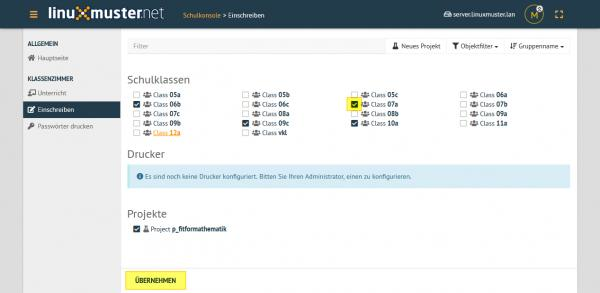 linuxmuster.net Schulkonsole > Einschreiben server.linuxmuster.lan M
ALLGEMEIN
Hauptseite
KLASSENZIMMER
Unterricht
Einschreiben
Passwörter drucken
Filter Neues Projekt Objektfilter Gruppenname
Schulklassen
Class 05a Class 05b Class 05c Class 06a
Class 06b Class 06c Class 07a Class 07b
Class 07c Class 08a Class 08b Class 09a
Class 09b Class 09c Class 10a Class 11a
Class 12a Class vkl
Drucker
Es sind noch keine Drucker konfiguriert. Bitten Sie Ihren Administrator, einen zu konfigurieren.
Projekte
Project p_fitformathematik
ÜBERNEHMEN